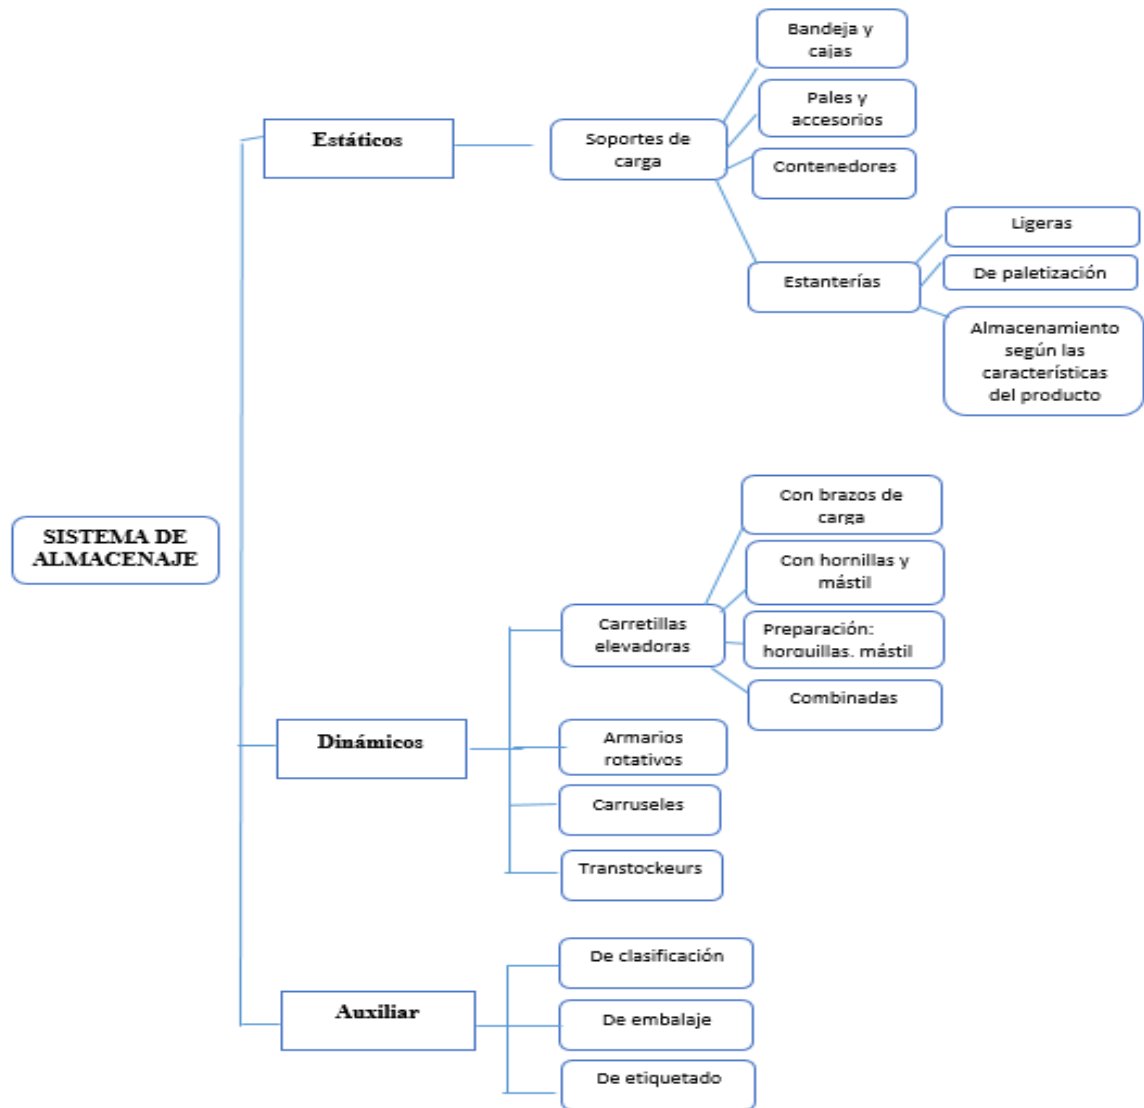 Bandeja y
cajas
Pales y
accesorios
Estáticos
Soportes de
carga
Contenedores
Ligeras
De paletización
Estanterías
Almacenamiento
según las
características
del producto
Con brazos de
carga
SISTEMA DE
ALMACENAJE
Con hornillas y
mástil
Carretillas
elevadoras
Preparación:
horquillas, mástil
Combinadas
Dinámicos
Armarios
rotativos
Carruseles
Transtockeurs
De clasificación
Auxiliar
De embalaje
De etiquetado